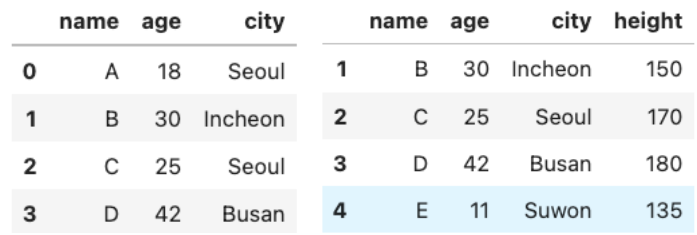 name age city
0 A 18 Seoul
1 B 30 Incheon
2 C 25 Seoul
3 D 42 Busan
name age city height
1 B 30 Incheon 150
2 C 25 Seoul 170
3 D 42 Busan 180
4 E 11 Suwon 135